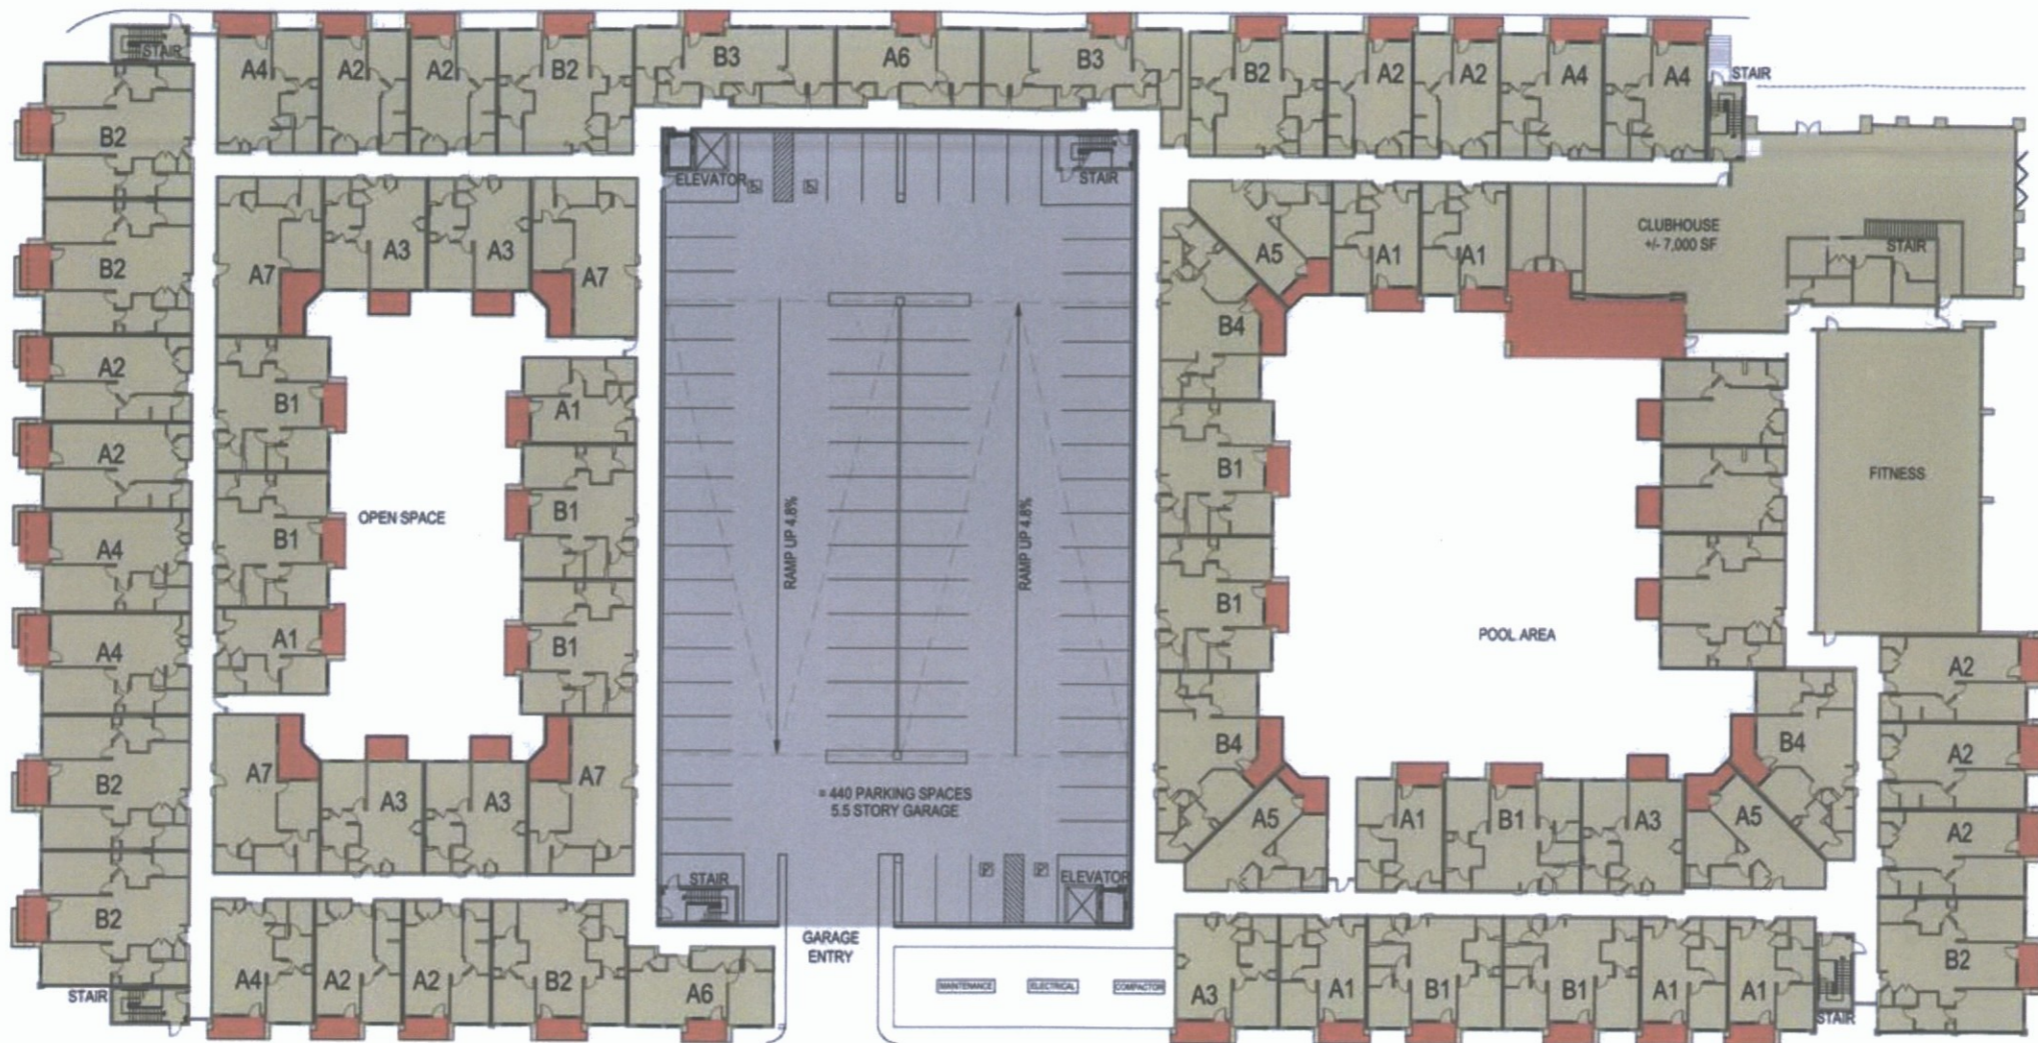 STAIR
A4
A2
A2
B2
B3
A6
B3
B2
A2
A2
A4
A4
STAIR
B2
ELEVATOR
STAIR
A7
A3
A3
A7
A5
A1
A1
CLUBHOUSE
+/- 7,000 SF
STAIR
B2
B4
A2
B1
A1
A2
B1
FITNESS
OPEN SPACE
B1
B1
RAMP UP 4.8%
RAMP UP 4.8%
A4
B1
POOL AREA
A1
B1
A4
A2
B2
A7
A3
A3
A7
B4
B4
A2
= 440 PARKING SPACES
5.5 STORY GARAGE
A5
A1
B1
A3
A5
A2
STAIR
ELEVATOR
B2
GARAGE
ENTRY
A4
A2
A2
B2
A6
MAINTENANCE
ELECTRICAL
COMPACTOR
A3
A1
B1
B1
A1
A1
B2
STAIR
STAIR